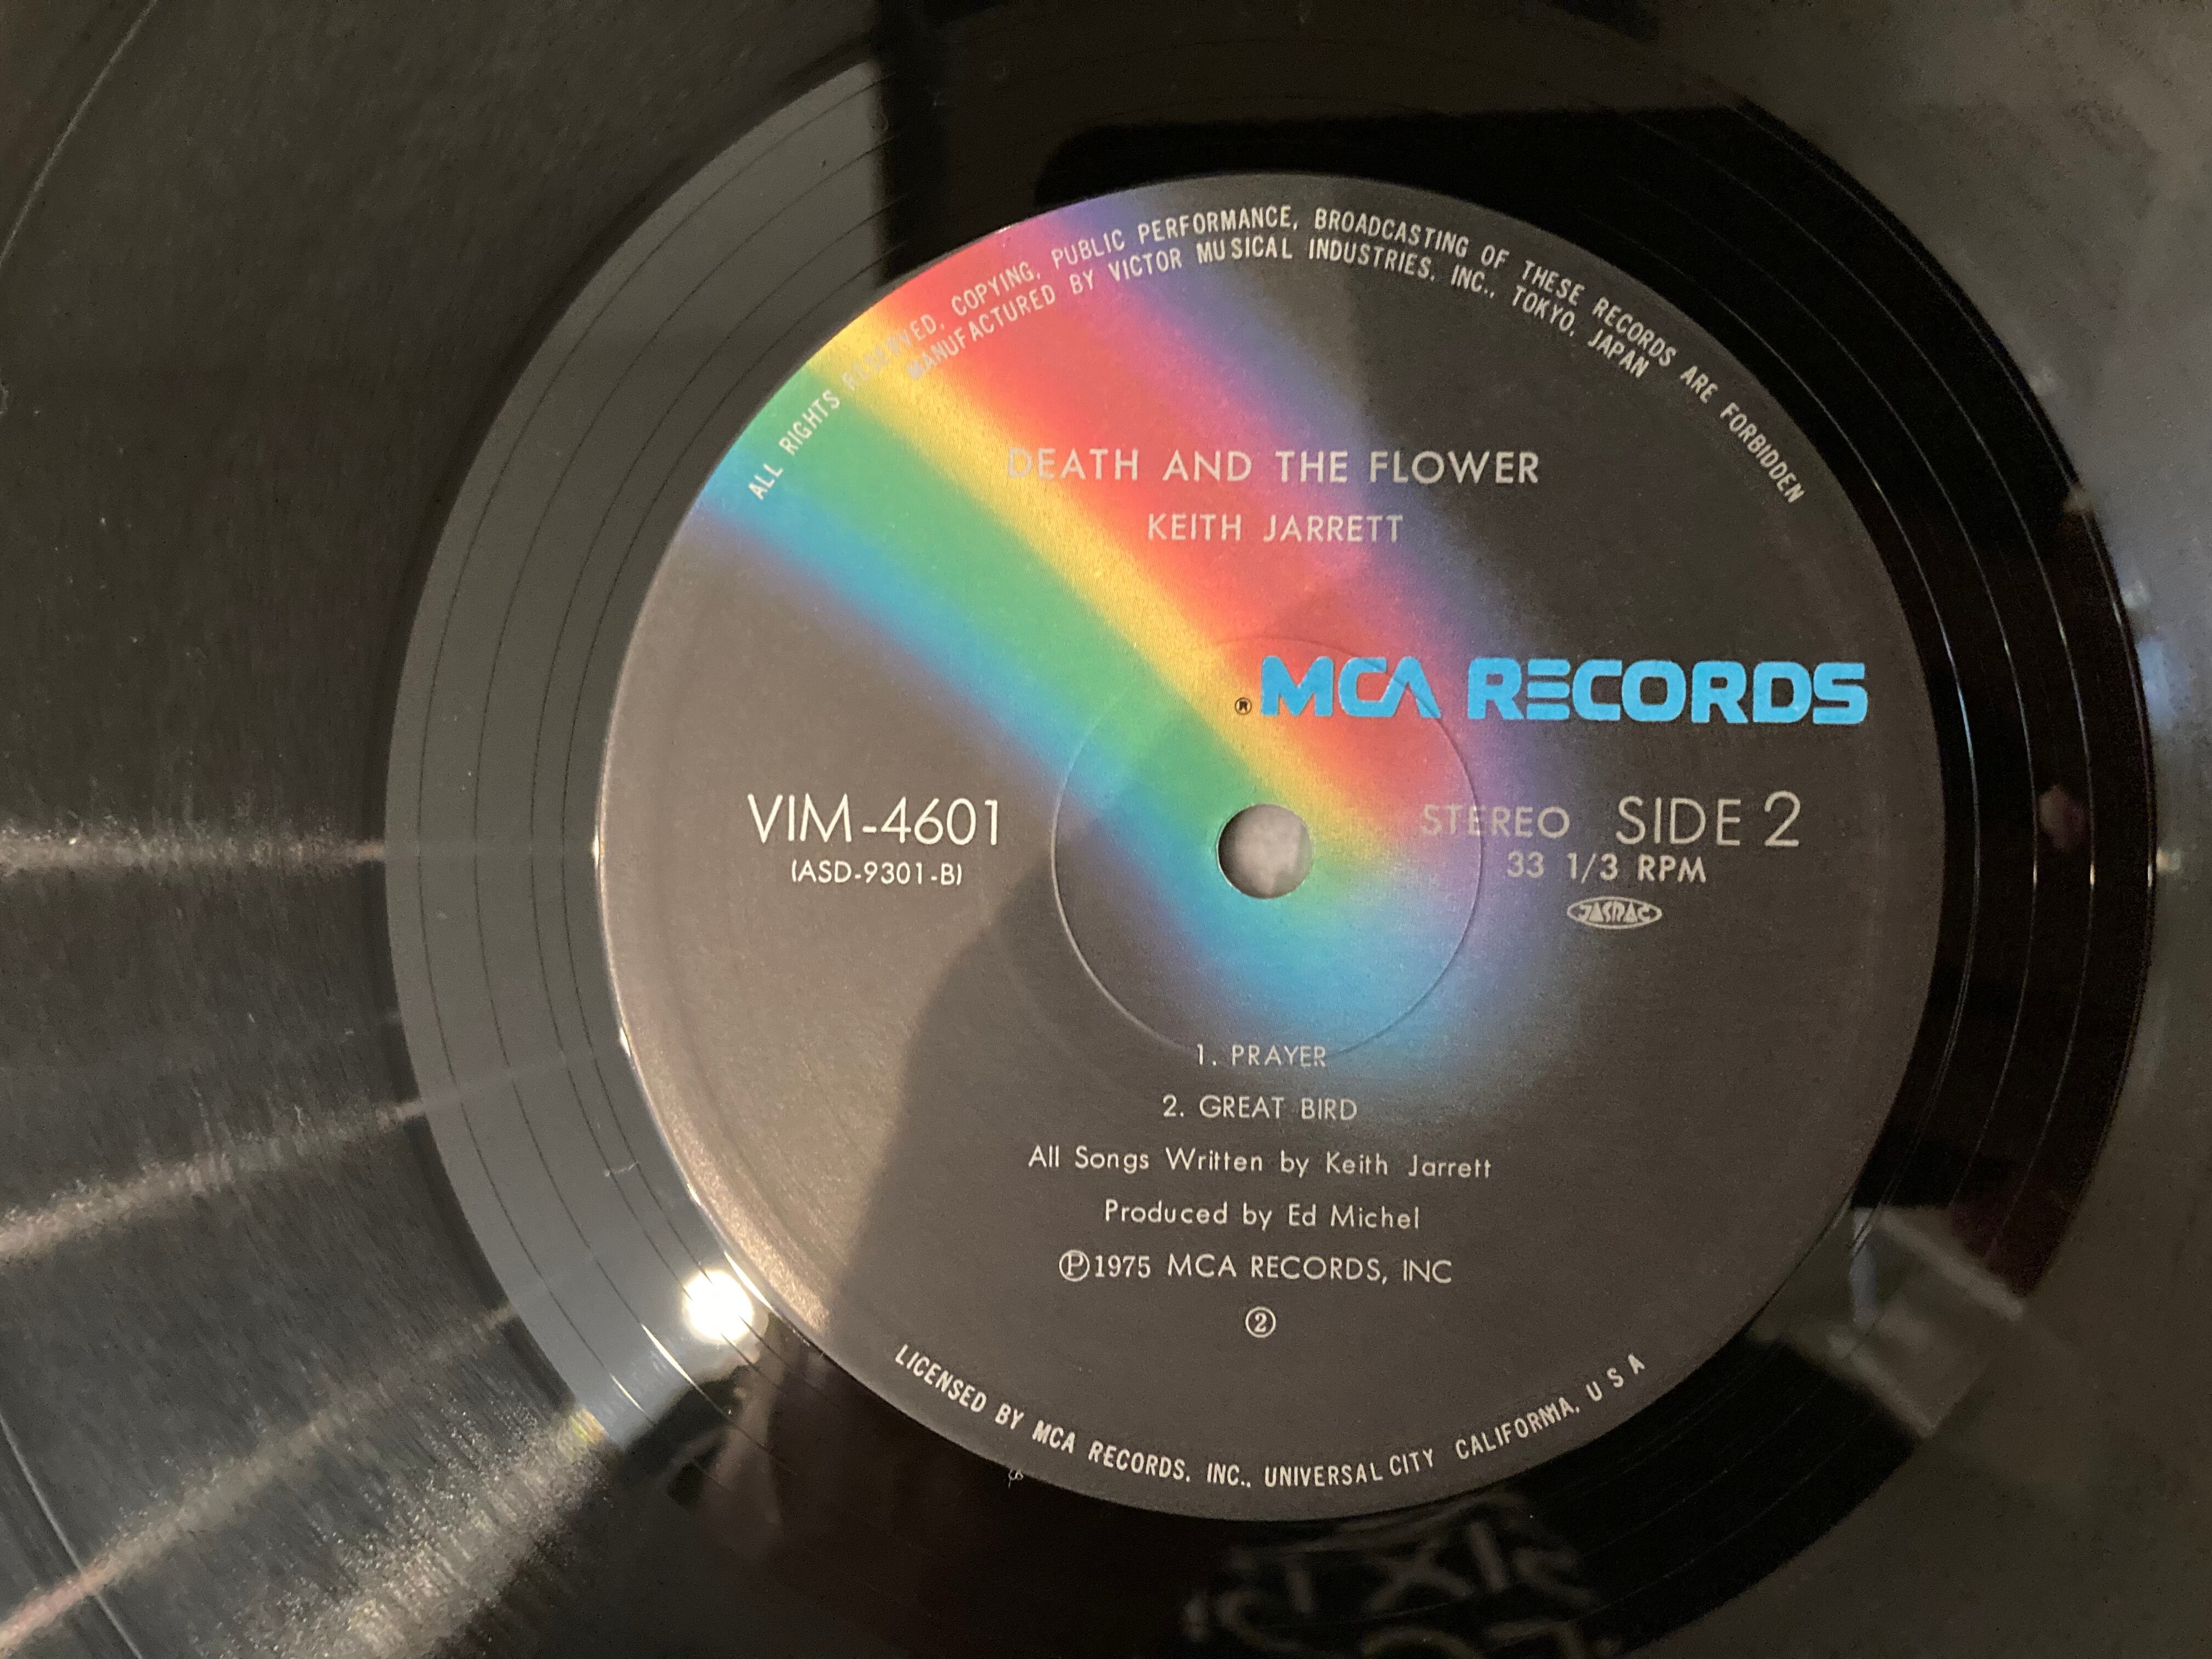 ALL RIGHTS RESERVED, COPYING, PUBLIC PERFORMANCE, BROADCASTING OF THESE RECORDS ARE FORBIDDEN
MANUFACTURED BY VICTOR MUSICAL INDUSTRIES, INC., TOKYO, JAPAN
DEATH AND THE FLOWER
KEITH JARRETT
® MCA RECORDS
VIM-4601
(ASD-9301-B)
STEREO SIDE 2
33 1/3 RPM
JASRAC
1. PRAYER
2. GREAT BIRD
All Songs Written by Keith Jarrett
Produced by Ed Michel
Ⓟ1975 MCA RECORDS, INC
②
LICENSED BY MCA RECORDS, INC., UNIVERSAL CITY CALIFORNIA, U S A